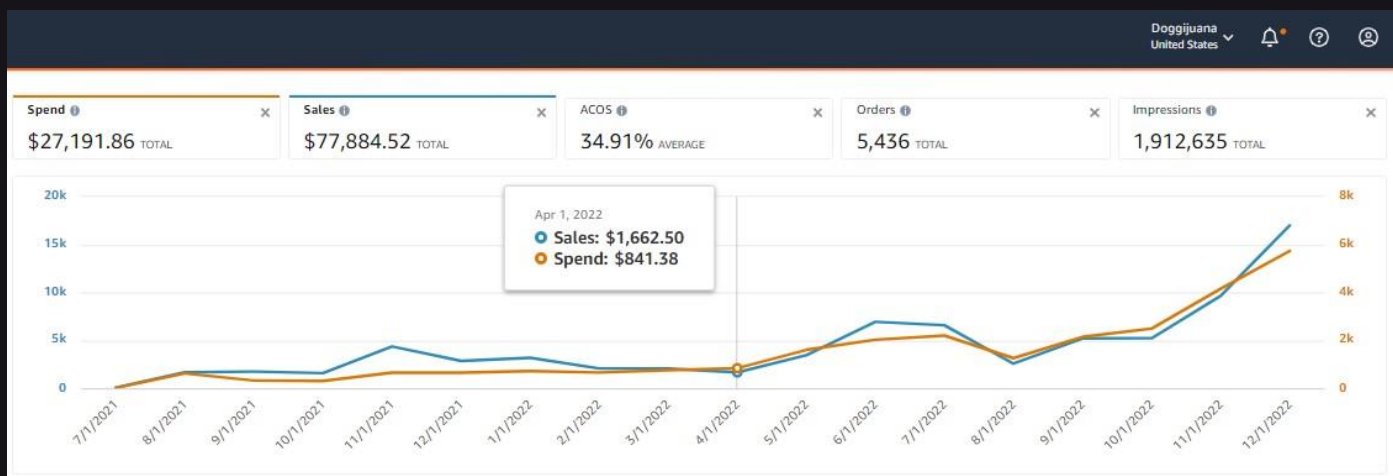 Doggijuana
United States
Spend
$27,191.86 TOTAL
Sales
$77,884.52 TOTAL
ACOS
34.91% AVERAGE
Orders
5,436 TOTAL
Impressions
1,912,635 TOTAL
20k
15k
10k
5k
0
8k
6k
4k
2k
0
Apr 1, 2022
Sales: $1,662.50
Spend: $841.38
7/1/2021
8/1/2021
9/1/2021
10/1/2021
11/1/2021
12/1/2021
1/1/2022
2/1/2022
3/1/2022
4/1/2022
5/1/2022
6/1/2022
7/1/2022
8/1/2022
9/1/2022
10/1/2022
11/1/2022
12/1/2022